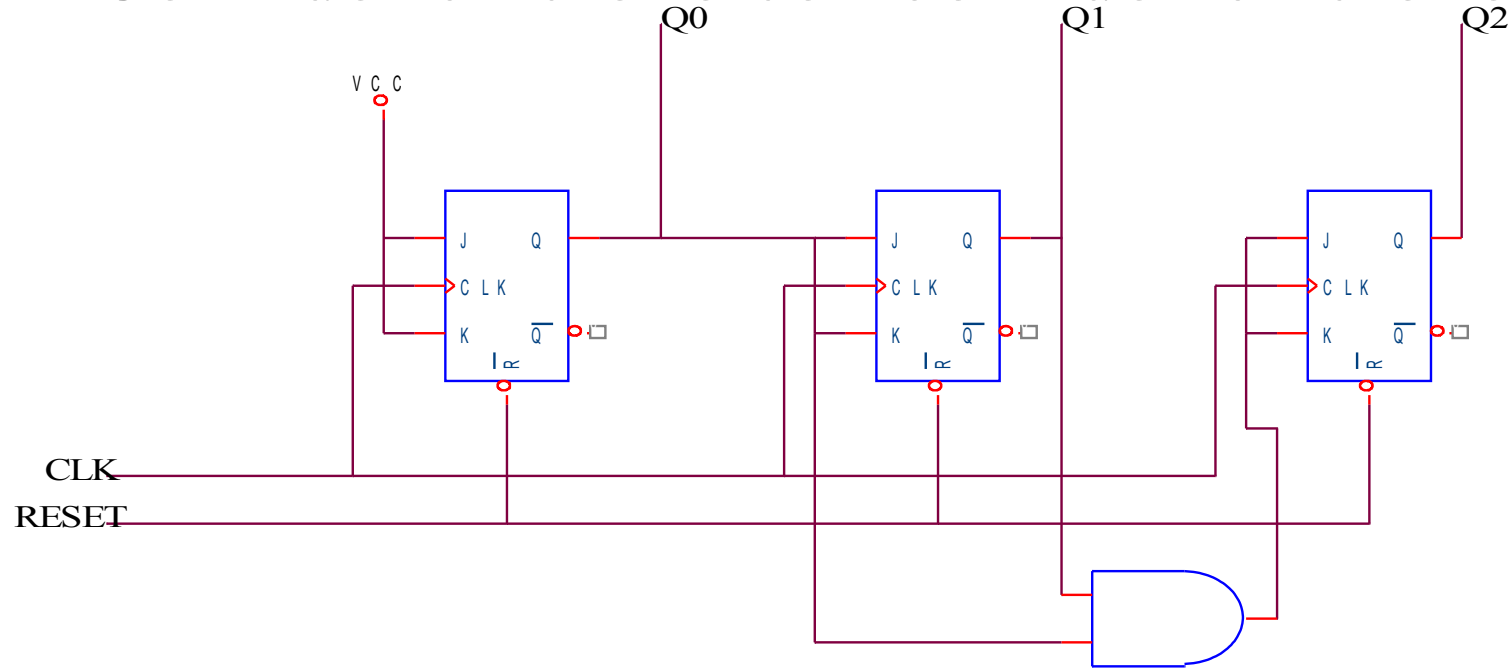 Q0 Q1 Q2
VCC
J Q J Q J Q
CLK CLK CLK
K Q K Q K Q
R R R
CLK
RESET